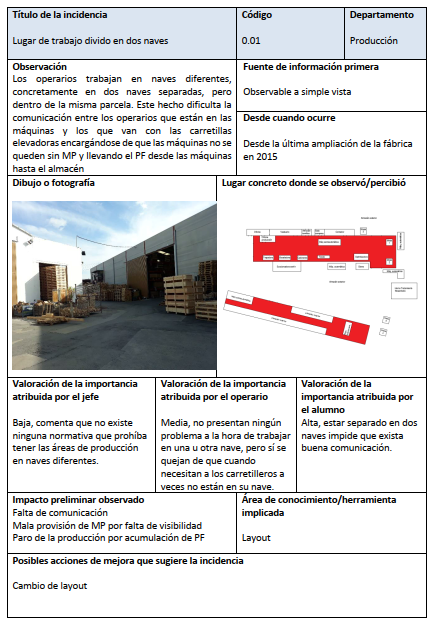 Título de la incidencia
Código
Departamento
Lugar de trabajo divido en dos naves
0.01
Producción
Observación
Los operarios trabajan en naves diferentes,
concretamente en dos naves separadas, pero
dentro de la misma parcela. Este hecho dificulta la
comunicación entre los operarios que están en las
máquinas y los que van con las carretillas
elevadoras encargándose de que las máquinas no se
queden sin MP y llevando el PF desde las máquinas
hasta el almacén
Fuente de información primera
Observable a simple vista
Desde cuando ocurre
Desde la última ampliación de la fábrica
en 2015
Dibujo o fotografía
Lugar concreto donde se observó/percibió
Valoración de la importancia
atribuida por el jefe
Baja, comenta que no existe
ninguna normativa que prohíba
tener las áreas de producción
en naves diferentes.
Valoración de la importancia
atribuida por el operario
Media, no presentan ningún
problema a la hora de trabajar
en una u otra nave, pero sí se
quejan de que cuando
necesitan a los carretilleros a
veces no están en su nave.
Valoración de la
importancia atribuida por
el alumno
Alta, estar separado en dos
naves impide que exista
buena comunicación.
Impacto preliminar observado
Falta de comunicación
Mala provisión de MP por falta de visibilidad
Paro de la producción por acumulación de PF
Área de conocimiento/herramienta
implicada
Layout
Posibles acciones de mejora que sugiere la incidencia
Cambio de layout